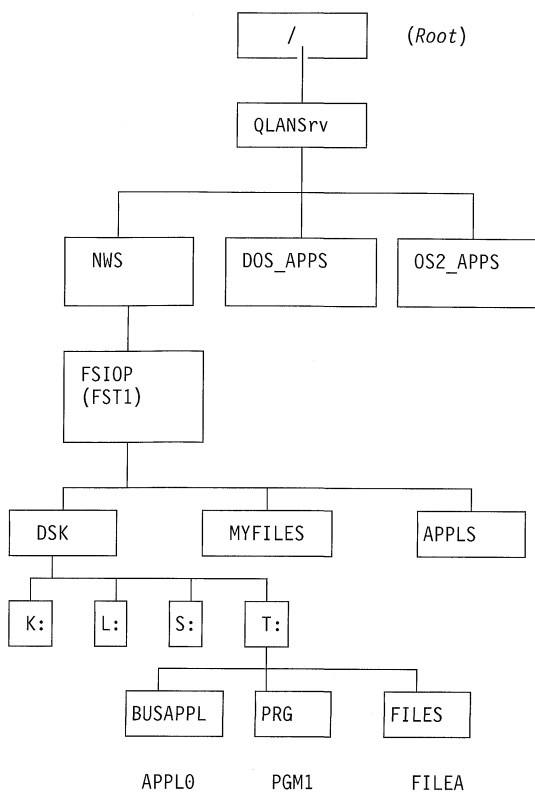 / (Root)
QLANSrv
NWS DOS_APPS OS2_APPS
FSIOP
(FST1)
DSK MYFILES APPLS
K: L: S: T:
BUSAPPL PRG FILES
APPL0 PGM1 FILEA